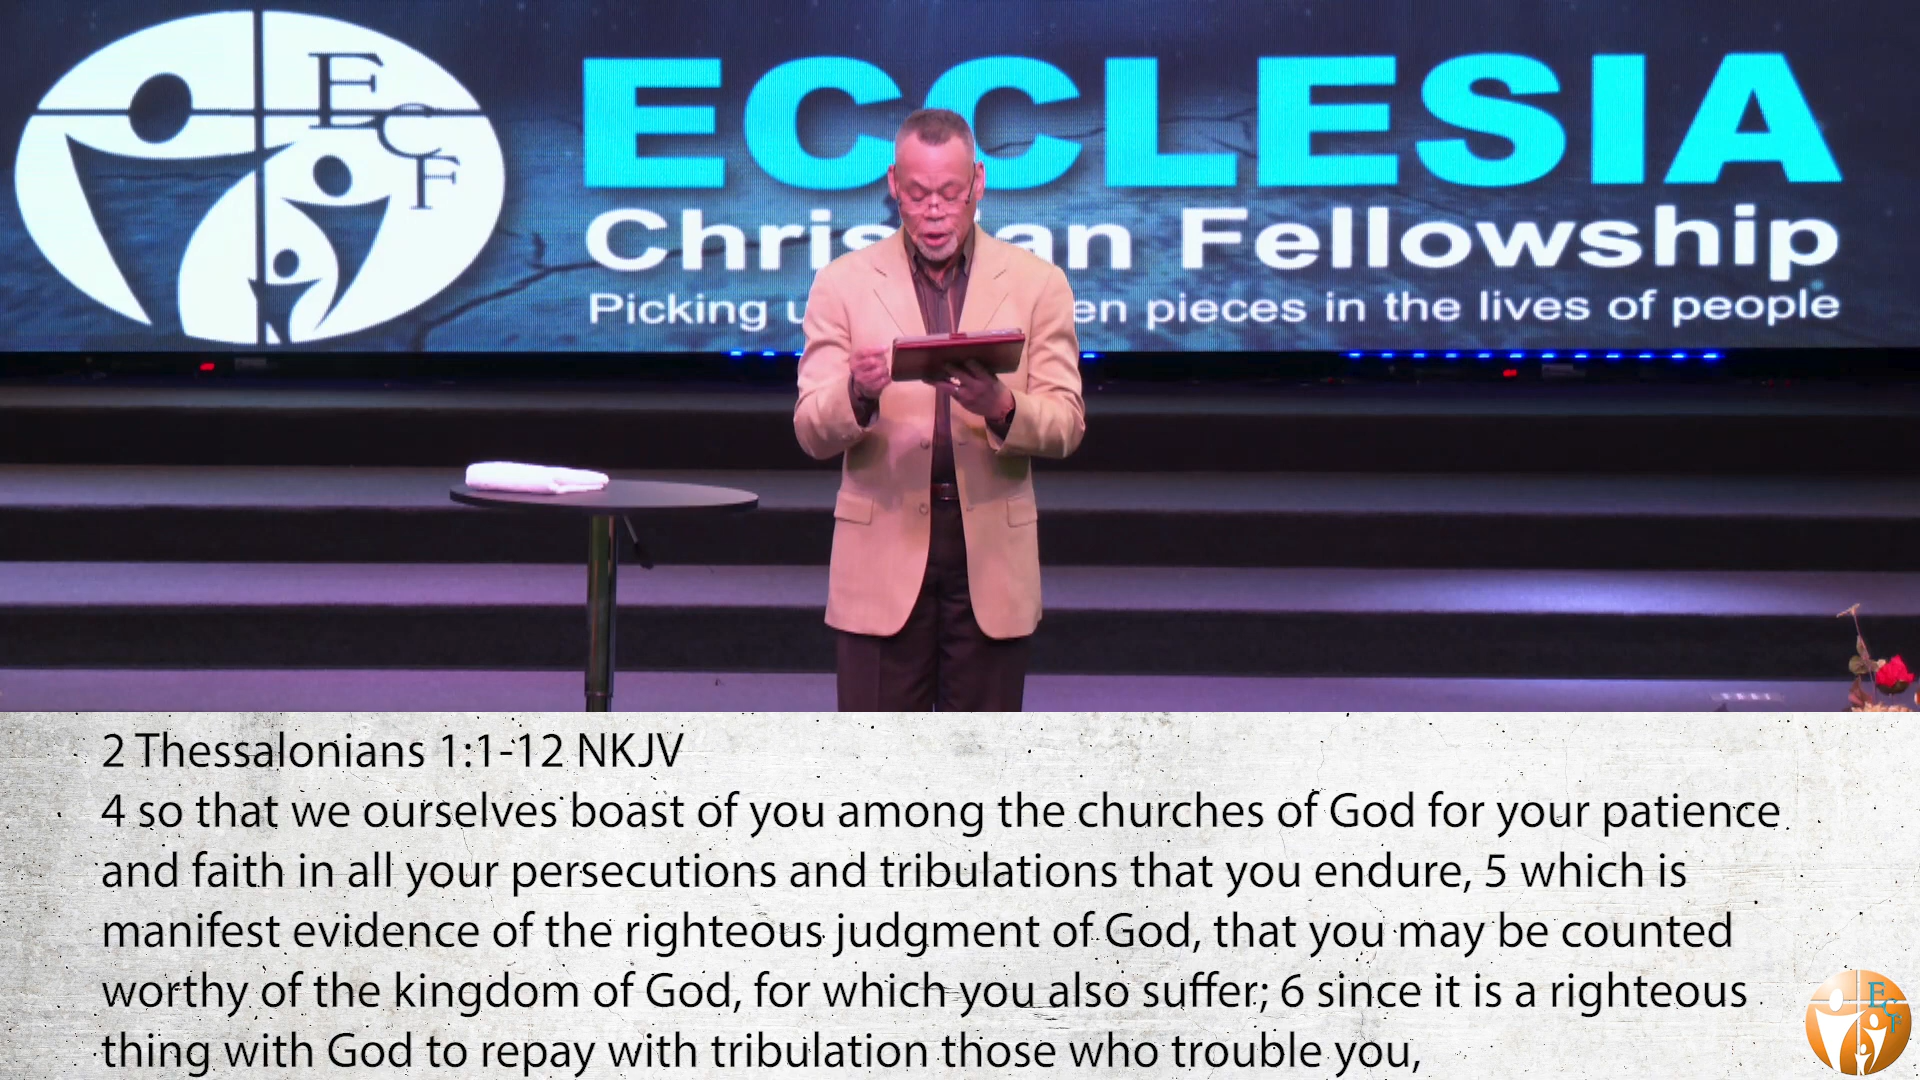 ECF
ECCLESIA
Christian Fellowship
Picking en pieces in the lives of people
2 Thessalonians 1:1-12 NKJV
4 so that we ourselves boast of you among the churches of God for your patience
and faith in all your persecutions and tribulations that you endure, 5 which is
manifest evidence of the righteous judgment of God, that you may be counted
worthy of the kingdom of God, for which you also suffer; 6 since it is a righteous
thing with God to repay with tribulation those who trouble you,
ECF